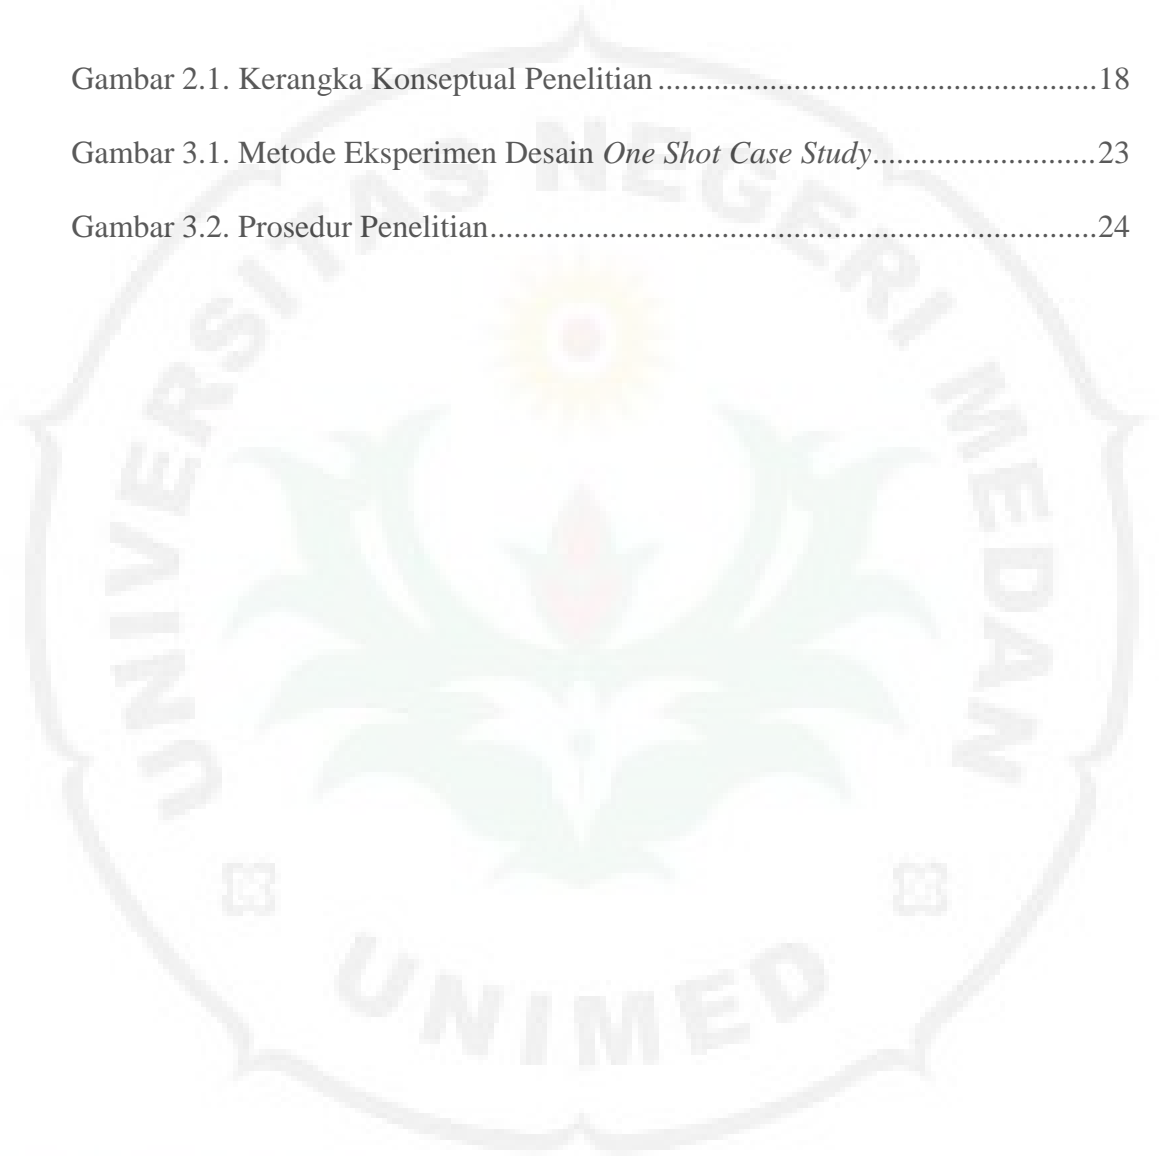 Gambar 2.1. Kerangka Konseptual Penelitian ..................................................18
Gambar 3.1. Metode Eksperimen Desain One Shot Case Study...........................23
Gambar 3.2. Prosedur Penelitian.........................................................................24
UNIVERSITAS NEGERI MEDAN
UNIMED